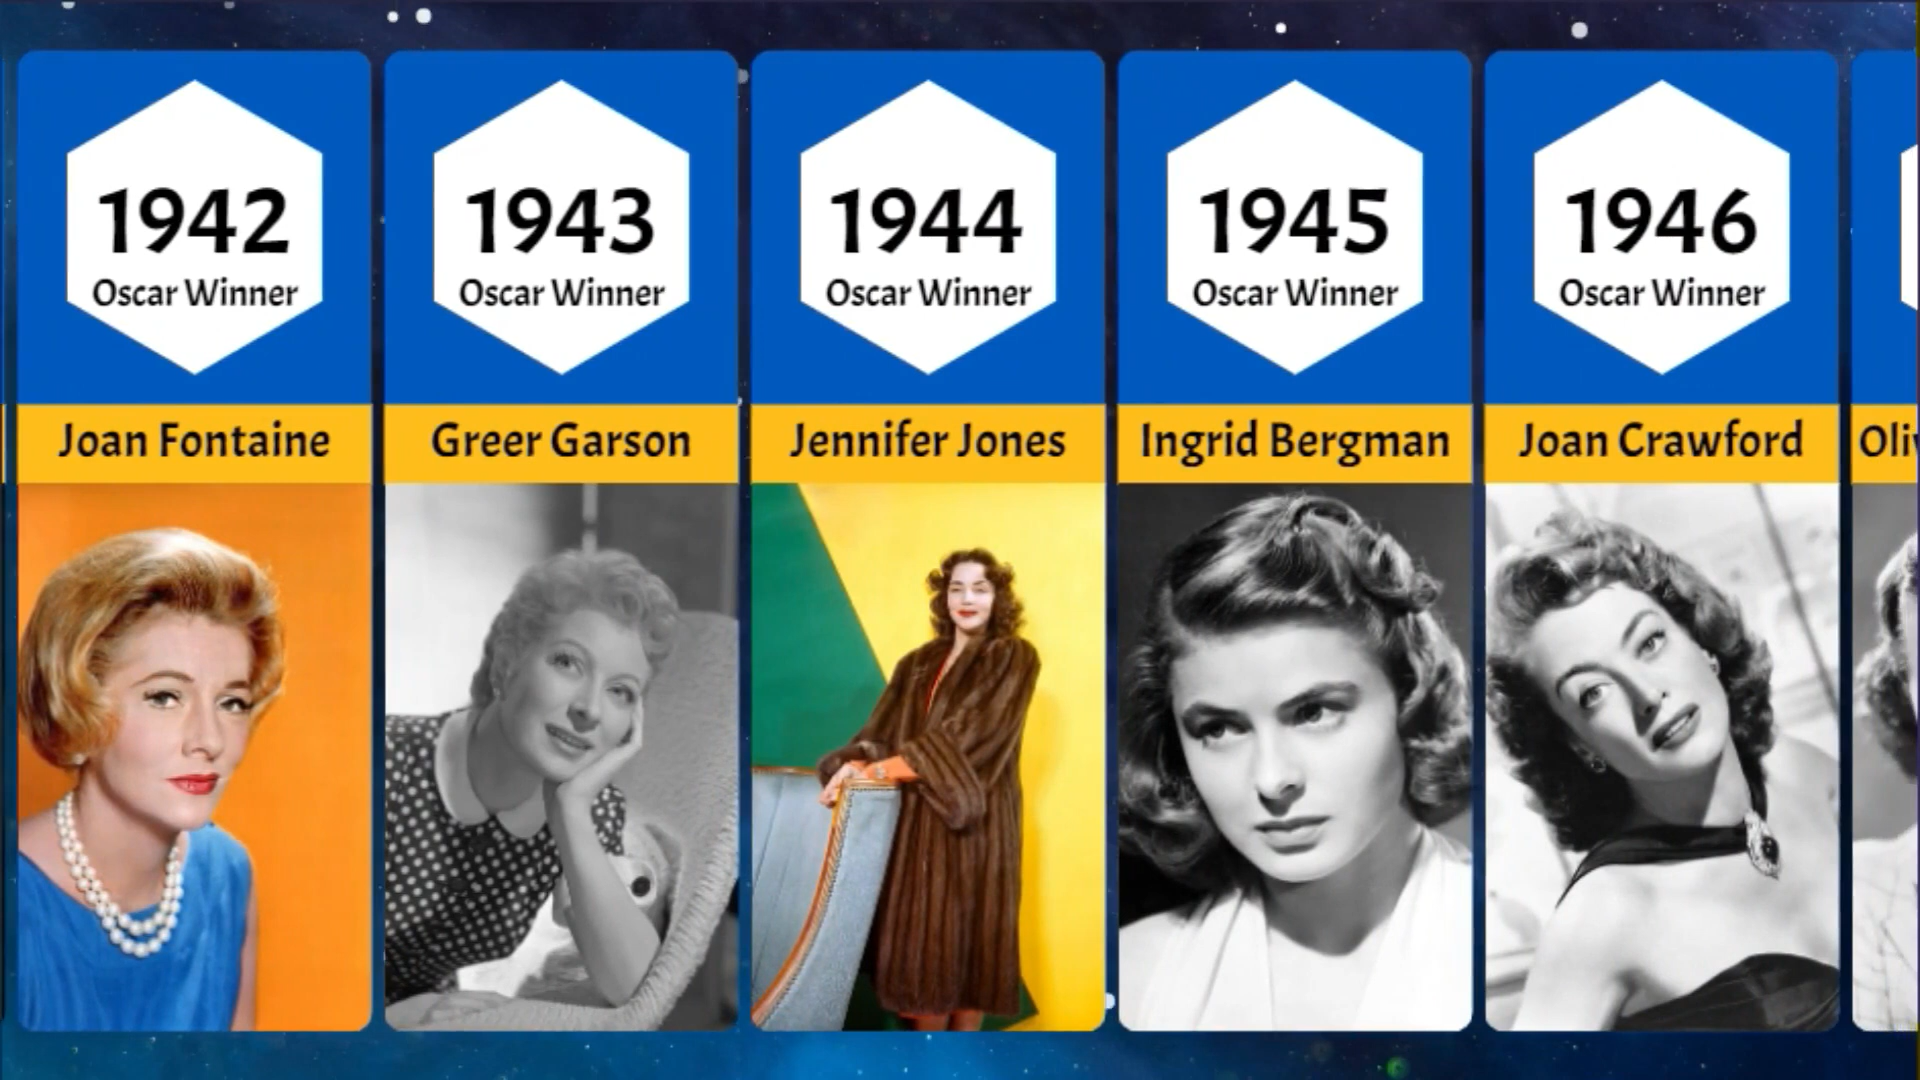 1942
Oscar Winner
Joan Fontaine
1943
Oscar Winner
Greer Garson
1944
Oscar Winner
Jennifer Jones
1945
Oscar Winner
Ingrid Bergman
1946
Oscar Winner
Joan Crawford